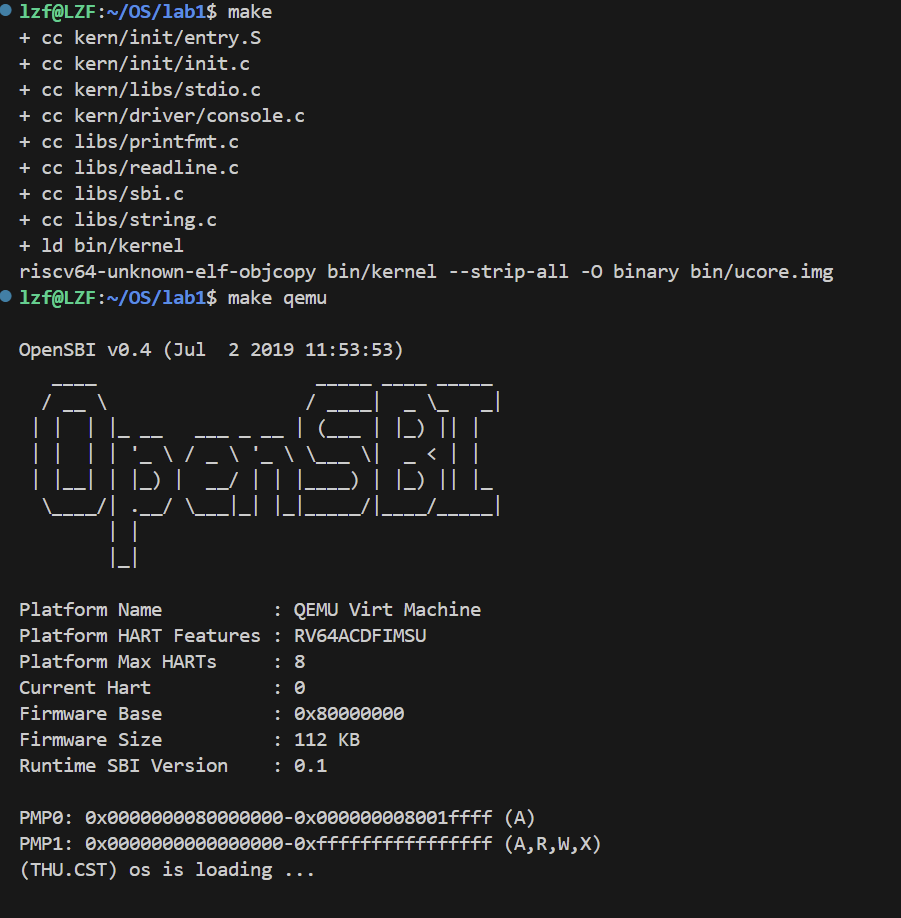 lzf@LZF:~/OS/lab1$ make
+ cc kern/init/entry.S
+ cc kern/init/init.c
+ cc kern/libs/stdio.c
+ cc kern/driver/console.c
+ cc libs/printfmt.c
+ cc libs/readline.c
+ cc libs/sbi.c
+ cc libs/string.c
+ ld bin/kernel
riscv64-unknown-elf-objcopy bin/kernel --strip-all -O binary bin/ucore.img
lzf@LZF:~/OS/lab1$ make qemu
OpenSBI v0.4 (Jul  2 2019 11:53:53)
   ____                    _____ ____ _____
  / __ \                  / ____|  _ \_   _|
 | |  | |_ __   ___ _ __ | (___ | |_) || |
 | |  | | '_ \ / _ \ '_ \ \___ \|  _ < | |
 | |__| | |_) |  __/ | | |____) | |_) || |_
  \____/| .__/ \___|_| |_|_____/|____/_____|
        | |
        |_|
Platform Name          : QEMU Virt Machine
Platform HART Features : RV64ACDFIMSU
Platform Max HARTs     : 8
Current Hart           : 0
Firmware Base          : 0x80000000
Firmware Size          : 112 KB
Runtime SBI Version    : 0.1
PMP0: 0x0000000080000000-0x000000008001ffff (A)
PMP1: 0x0000000000000000-0xffffffffffffffff (A,R,W,X)
(THU.CST) os is loading ...